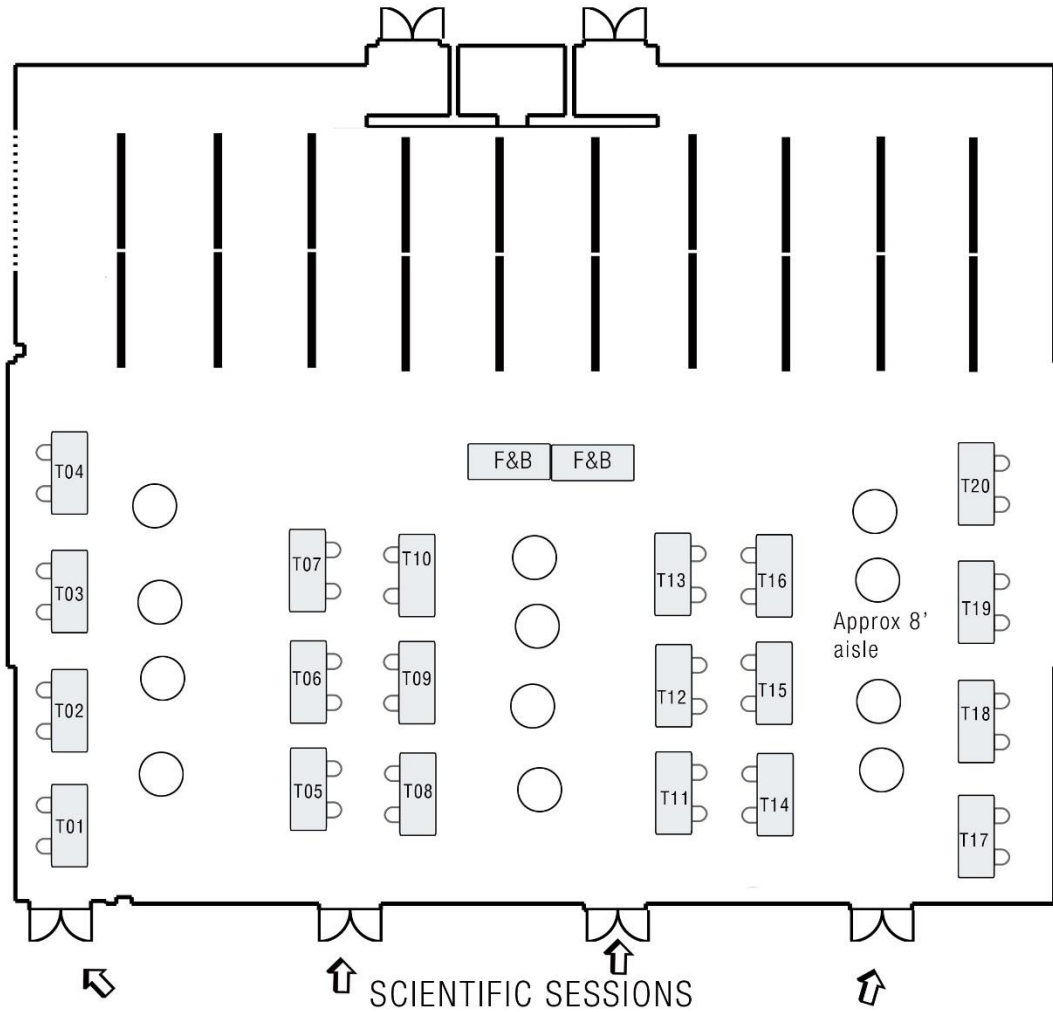 F&B F&B
T04
T20
T07
T10
T13
T16
T03
T19
Approx 8’
aisle
T06
T09
T12
T15
T02
T18
T05
T08
T11
T14
T01
T17
SCIENTIFIC SESSIONS